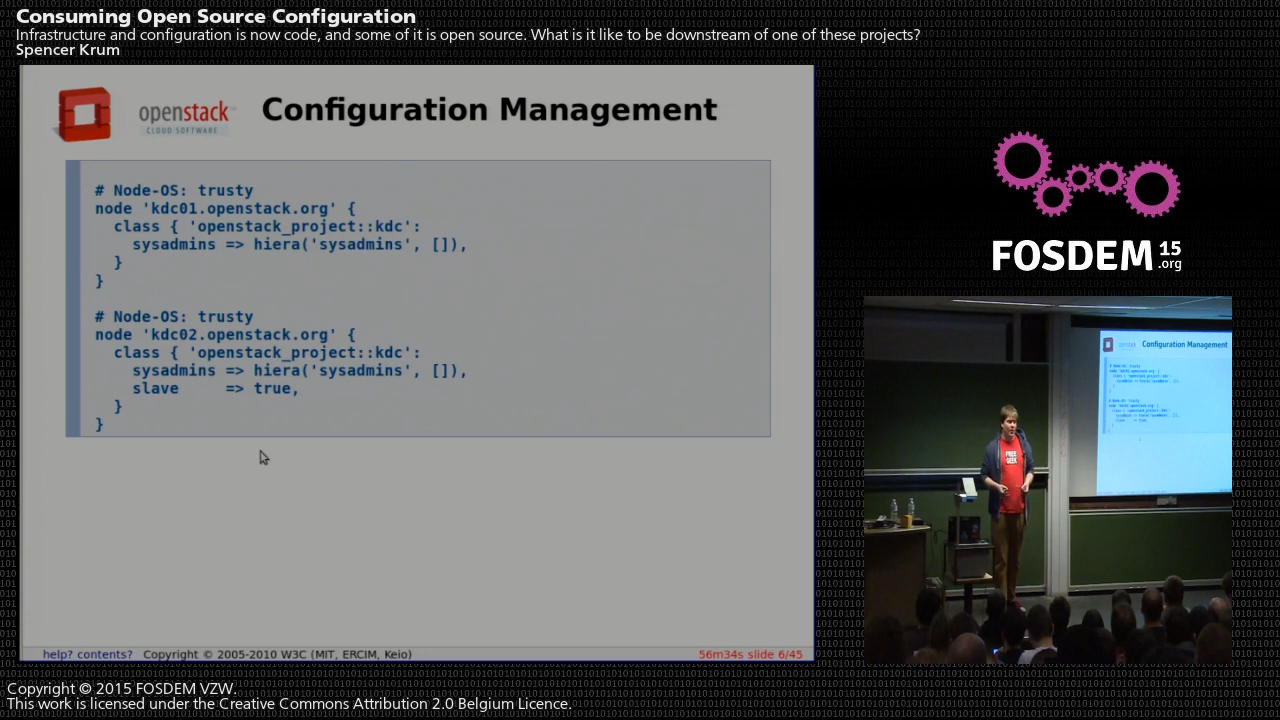 Consuming Open Source Configuration
Infrastructure and configuration is now code, and some of it is open source. What is it like to be downstream of one of these projects?
Spencer Krum
openstack
CLOUD SOFTWARE
Configuration Management
# Node-OS: trusty
node 'kdc01.openstack.org' {
  class { 'openstack_project::kdc':
    sysadmins => hiera('sysadmins', []),
  }
}
# Node-OS: trusty
node 'kdc02.openstack.org' {
  class { 'openstack_project::kdc':
    sysadmins => hiera('sysadmins', []),
    slave     => true,
  }
}
help? contents? Copyright © 2005-2010 W3C (MIT, ERCIM, Keio)
56m34s slide 6/45
FOSDEM 15
.org
Configuration Management
FREE
GEEK
Copyright © 2015 FOSDEM VZW.
This work is licensed under the Creative Commons Attribution 2.0 Belgium Licence.